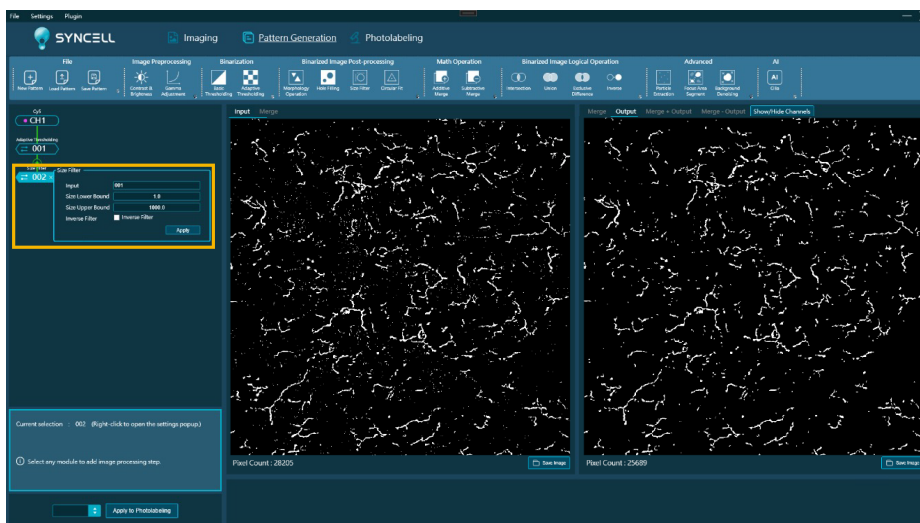 File Settings Plugin
SYNCELL Imaging Pattern Generation Photolabeling
File Image Preprocessing Binarization Binarized Image Post-processing Math Operation Binarized Image Logical Operation Advanced AI
New Pattern Load Pattern Save Pattern Contrast & Brightness Gamma Adjustment Basic Thresholding Adaptive Thresholding Morphology Operation Hole Filling Size Filter Circular Fit Additive Merge Subtractive Merge Intersection Union Exclusive Difference Inverse Particle Extraction Focus Area Segment Background Denoising
Cy5
CH1
Adaptive Thresholding
001
002
Size Filter
Input 001
Size Lower Bound 1.0
Size Upper Bound 1000.0
Inverse Filter Inverse Filter
Apply
Input Merge
Merge Output Merge + Output Merge - Output Show/Hide Channels
Current selection : 002 (Right-click to open the settings popup.)
Select any module to add image processing step.
Pixel Count : 28205 Save Image
Pixel Count : 25689 Save Image
Apply to Photolabeling